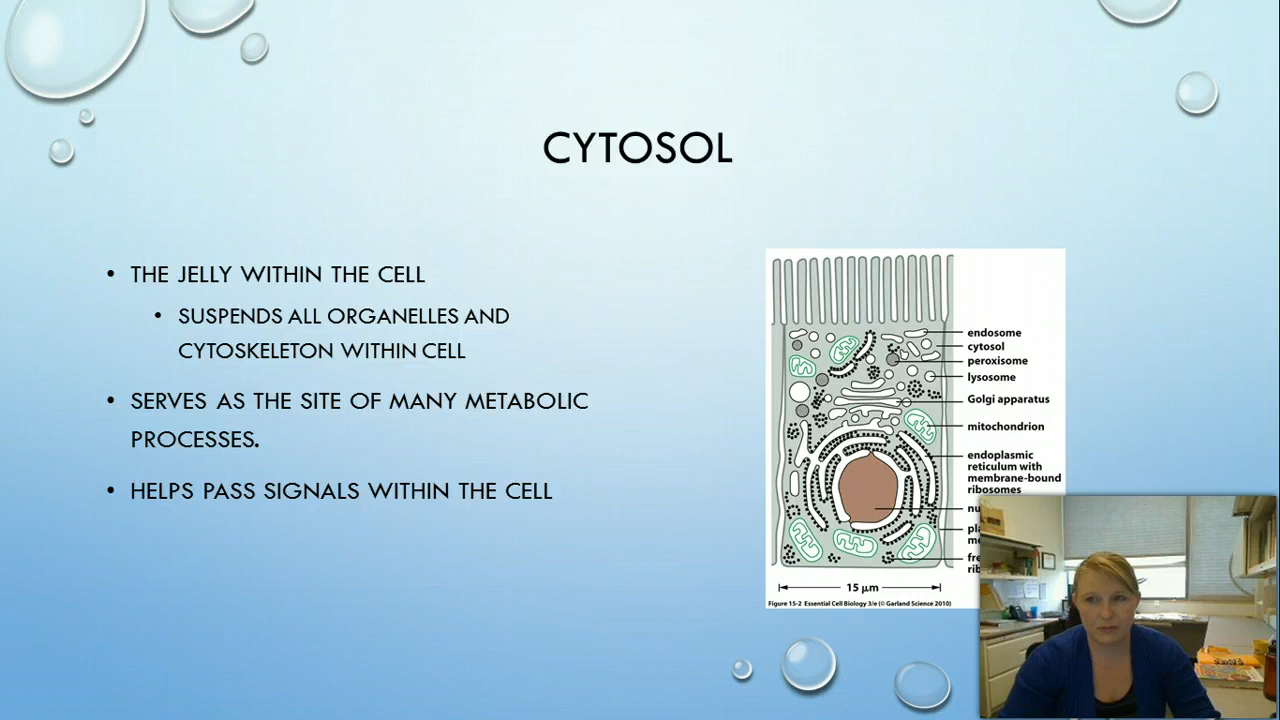 CYTOSOL
• THE JELLY WITHIN THE CELL
• SUSPENDS ALL ORGANELLES AND
CYTOSKELETON WITHIN CELL
• SERVES AS THE SITE OF MANY METABOLIC
PROCESSES.
• HELPS PASS SIGNALS WITHIN THE CELL
endosome
cytosol
peroxisome
lysosome
Golgi apparatus
mitochondrion
endoplasmic
reticulum with
membrane-bound
ribosomes
15 μm
Figure 15-2 Essential Cell Biology 3/e (© Garland Science 2010)